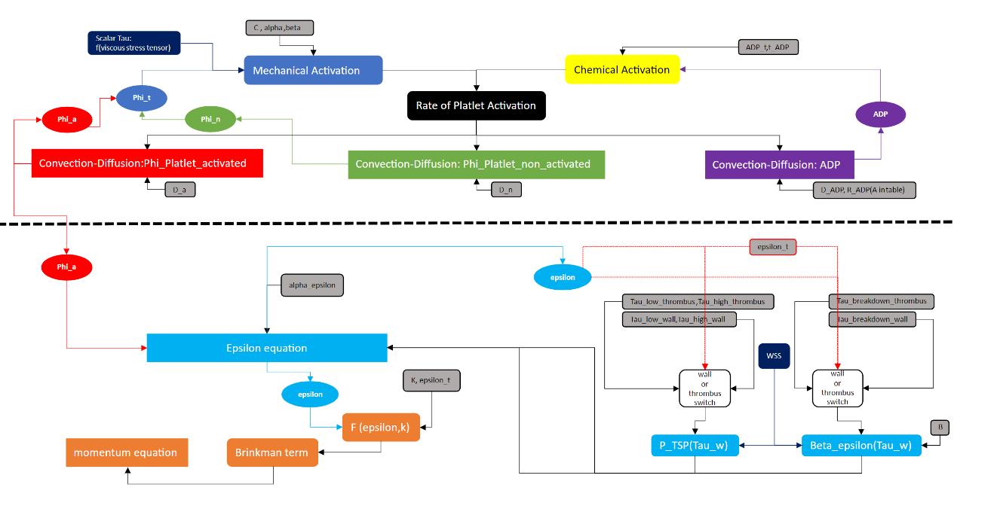 C , alpha ,beta
Scalar Tau:
f(viscous stress tensor)
ADP_t,t_ADP
Mechanical Activation
Chemical Activation
Phi_t
Rate of Platlet Activation
Phi_a
Phi_n
ADP
Convection-Diffusion:Phi_Platlet_activated
Convection-Diffusion: Phi_Platlet_non_activated
Convection-Diffusion: ADP
D_a
D_n
D_ADP, R_ADP(A in table)
epsilon_t
Phi_a
epsilon
alpha_epsilon
Tau_low_thrombus ,Tau_high_thrombus
Tau_breakdown_thrombus
Tau_low_wall,Tau_high_wall
Tau_breakdown_wall
Epsilon equation
WSS
K, epsilon_t
wall
or
thrombus
switch
wall
or
thrombus
switch
epsilon
F (epsilon,k)
B
P_TSP(Tau_w)
Beta_epsilon(Tau_w)
momentum equation
Brinkman term